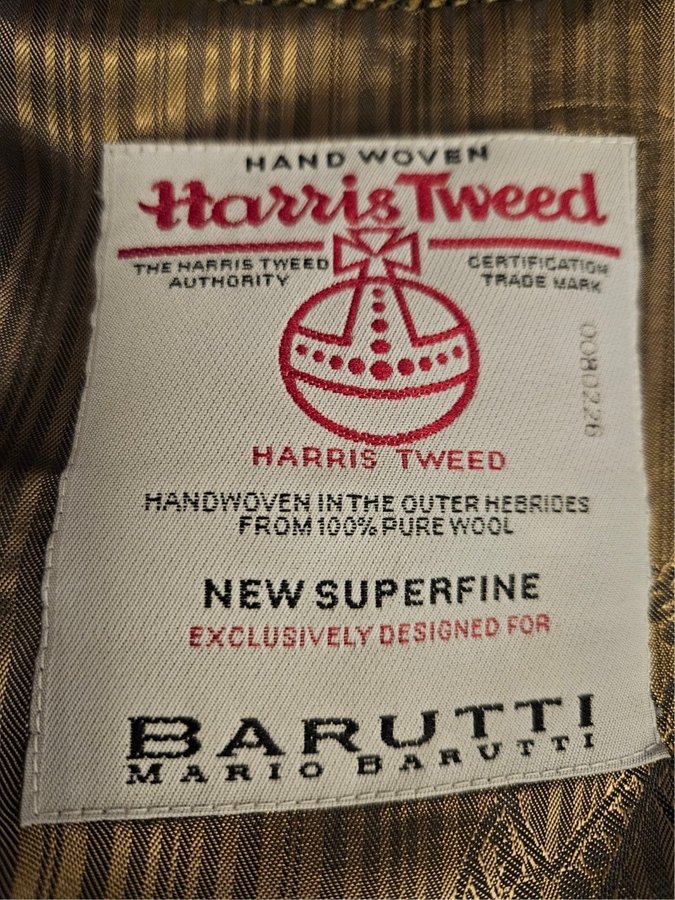 HAND WOVEN
Harris Tweed
THE HARRIS TWEED AUTHORITY
CERTIFICATION TRADE MARK
0080226
HARRIS TWEED
HANDWOVEN IN THE OUTER HEBRIDES
FROM 100% PURE WOOL
NEW SUPERFINE
EXCLUSIVELY DESIGNED FOR
BARUTTI
MARIO BARUTTI